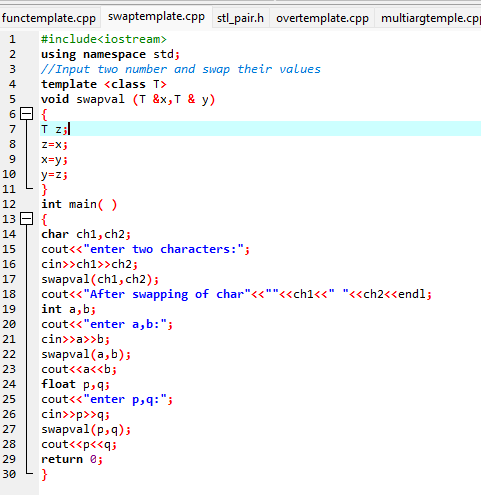 functemplate.cpp swaptemplate.cpp stl_pair.h overtemplate.cpp multiargtemple.cpp
1 #include<iostream>
2 using namespace std;
3 //Input two number and swap their values
4 template <class T>
5 void swapval (T &x,T & y)
6 {
7 T z;
8 z=x;
9 x=y;
10 y=z;
11 }
12 int main( )
13 {
14 char ch1,ch2;
15 cout<<"enter two characters:";
16 cin>>ch1>>ch2;
17 swapval(ch1,ch2);
18 cout<<"After swapping of char"<<""<<ch1<<" "<<ch2<<endl;
19 int a,b;
20 cout<<"enter a,b:";
21 cin>>a>>b;
22 swapval(a,b);
23 cout<<a<<b;
24 float p,q;
25 cout<<"enter p,q:";
26 cin>>p>>q;
27 swapval(p,q);
28 cout<<p<<q;
29 return 0;
30 }